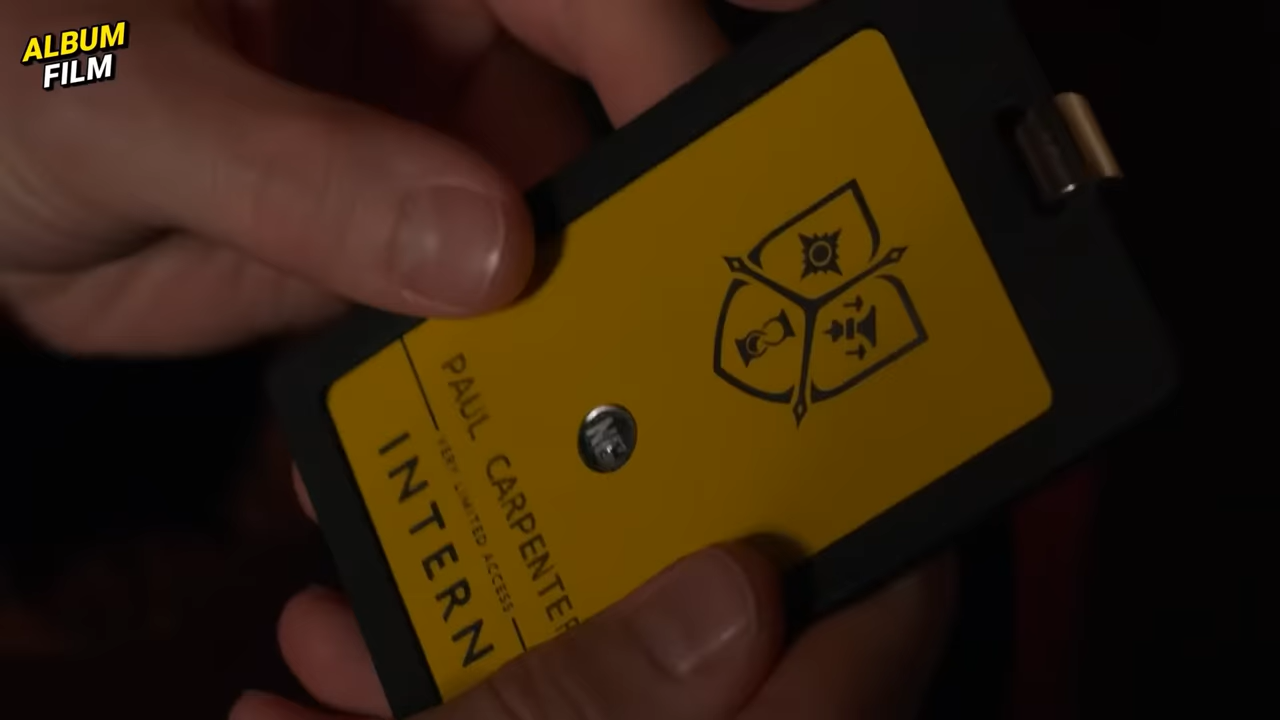 ALBUM
FILM
PAUL CARPENTER
VERY LIMITED ACCESS
INTERN